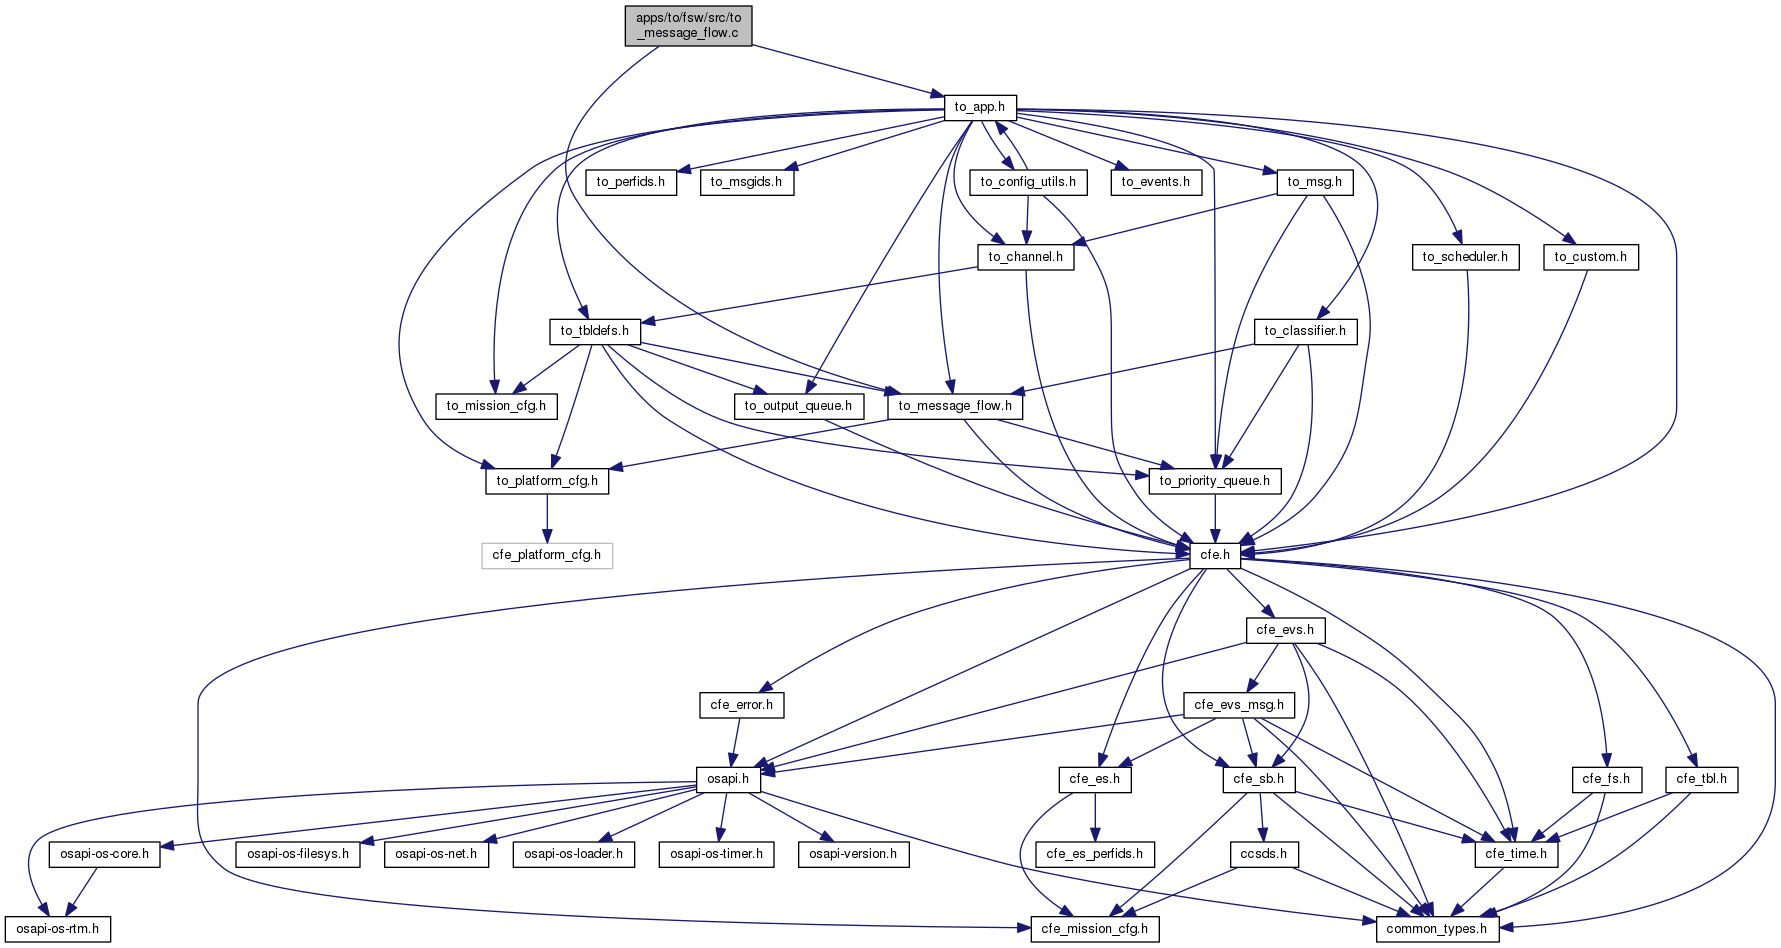 apps/to/fsw/src/to
_message_flow.c
to_app.h
to_perfids.h
to_msgids.h
to_config_utils.h
to_events.h
to_msg.h
to_channel.h
to_scheduler.h
to_custom.h
to_tbldefs.h
to_classifier.h
to_mission_cfg.h
to_output_queue.h
to_message_flow.h
to_platform_cfg.h
to_priority_queue.h
cfe_platform_cfg.h
cfe.h
cfe_evs.h
cfe_error.h
cfe_evs_msg.h
osapi.h
cfe_es.h
cfe_sb.h
cfe_fs.h
cfe_tbl.h
osapi-os-core.h
osapi-os-filesys.h
osapi-os-net.h
osapi-os-loader.h
osapi-os-timer.h
osapi-version.h
cfe_es_perfids.h
ccsds.h
cfe_time.h
osapi-os-rtm.h
cfe_mission_cfg.h
common_types.h